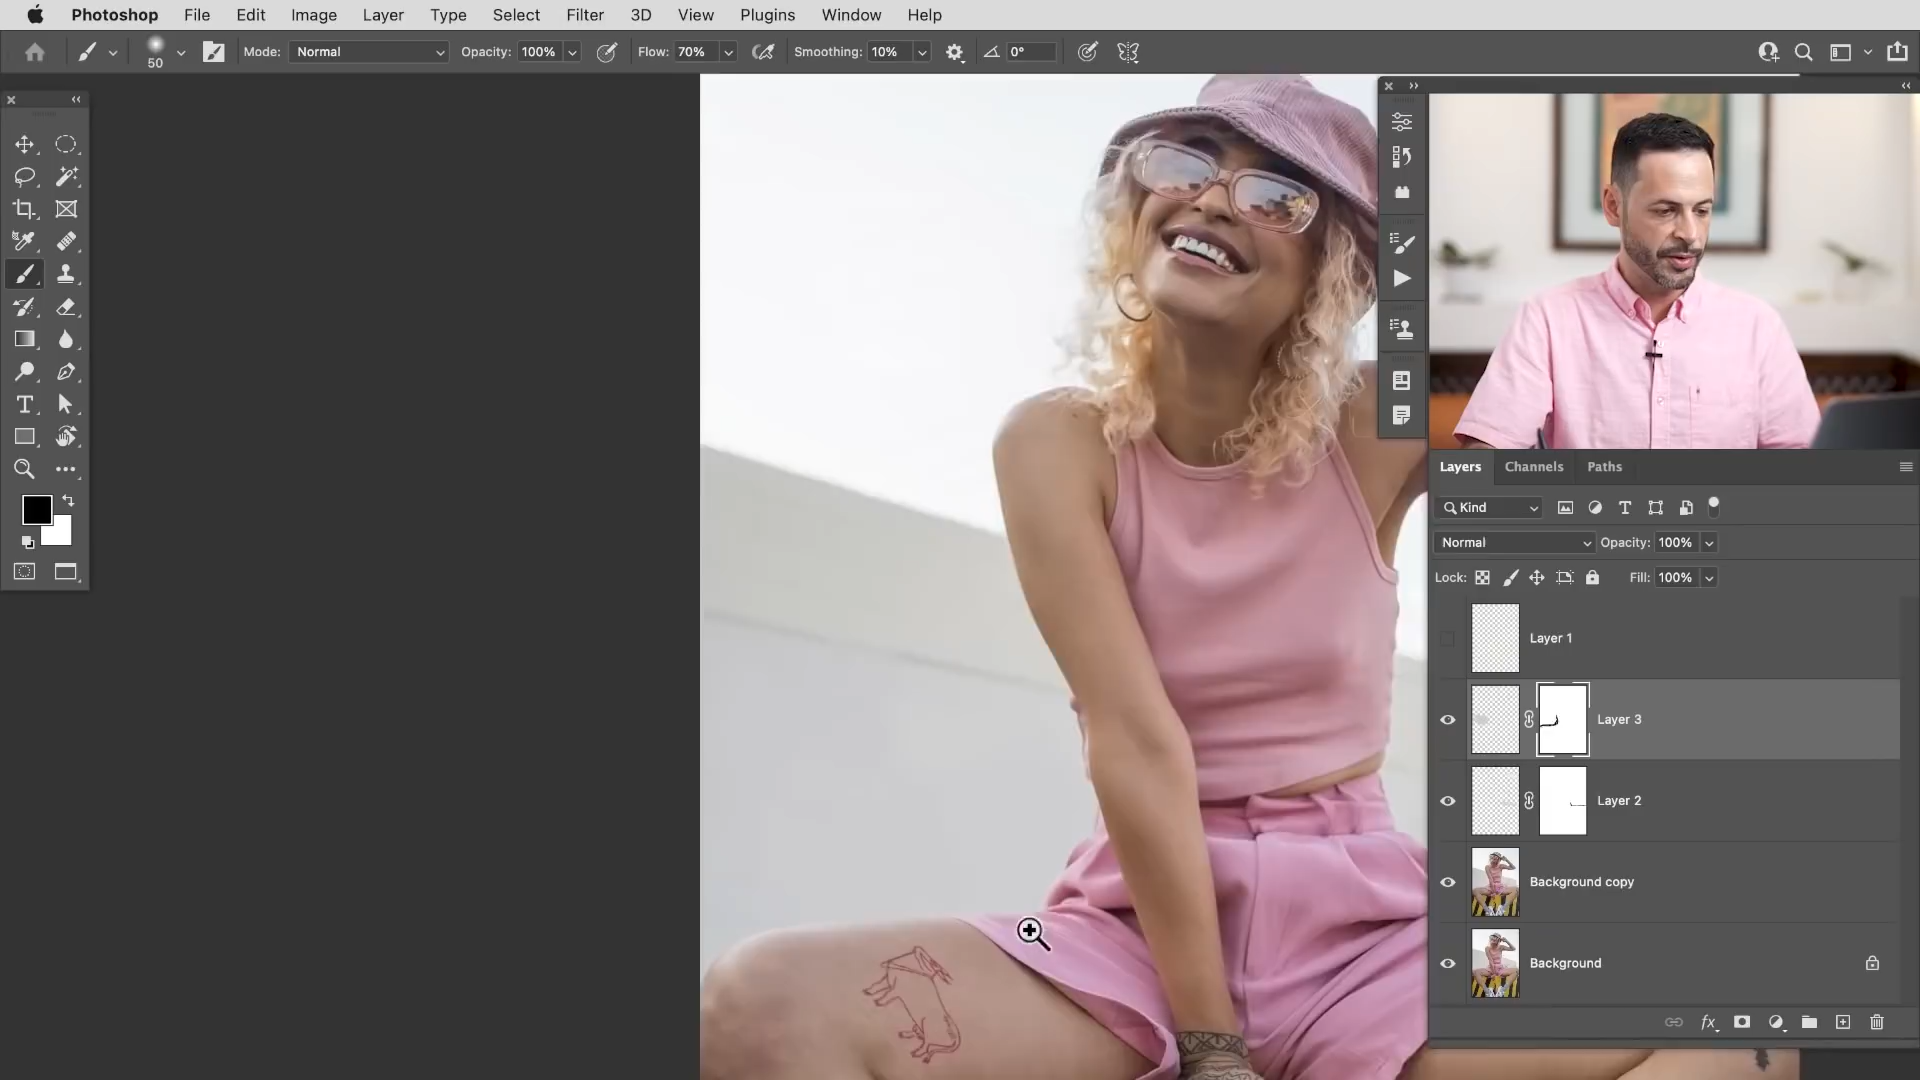 Photoshop File Edit Image Layer Type Select Filter 3D View Plugins Window Help
50 Mode: Normal Opacity: 100% Flow: 70% Smoothing: 10% 0°
Layers Channels Paths
Kind
Normal Opacity: 100%
Lock: Fill: 100%
Layer 1
Layer 3
Layer 2
Background copy
Background
fx